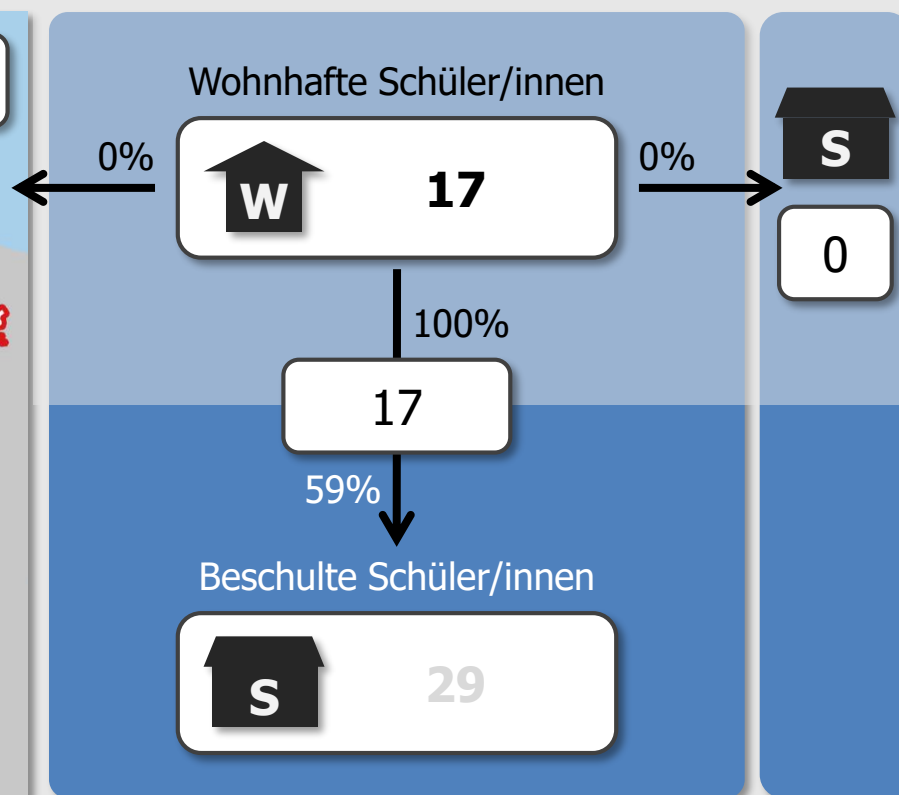 Wohnhafte Schüler/innen
0%
W
17
0%
S
0
100%
17
59%
Beschulte Schüler/innen
S
29